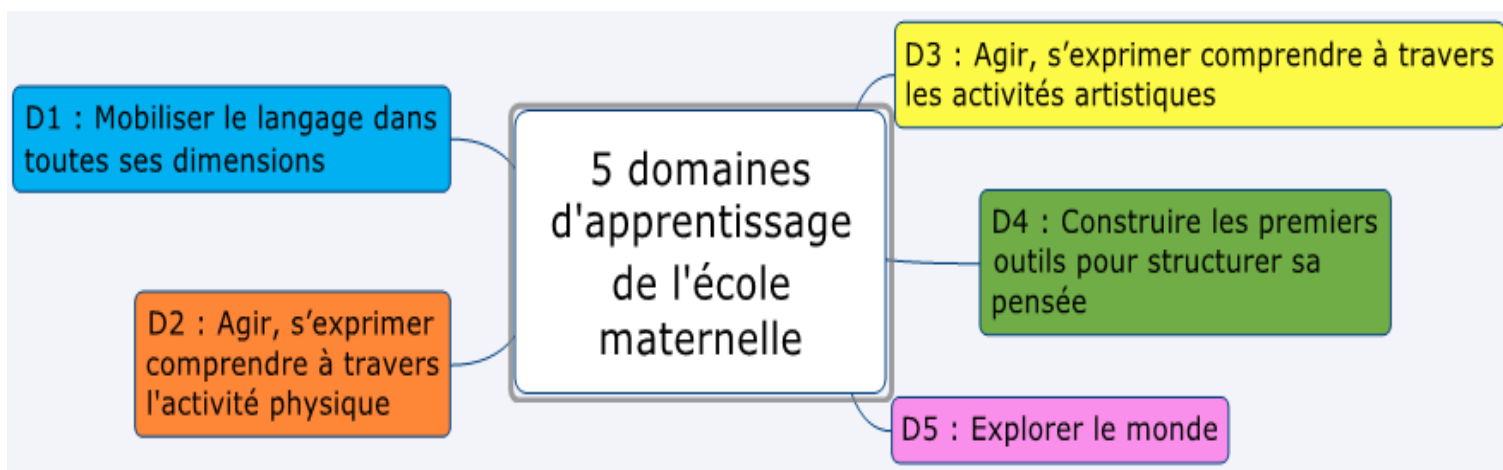 D1 : Mobiliser le langage dans
toutes ses dimensions
D2 : Agir, s’exprimer
comprendre à travers
l'activité physique
5 domaines
d'apprentissage
de l'école
maternelle
D3 : Agir, s’exprimer comprendre à travers
les activités artistiques
D4 : Construire les premiers
outils pour structurer sa
pensée
D5 : Explorer le monde